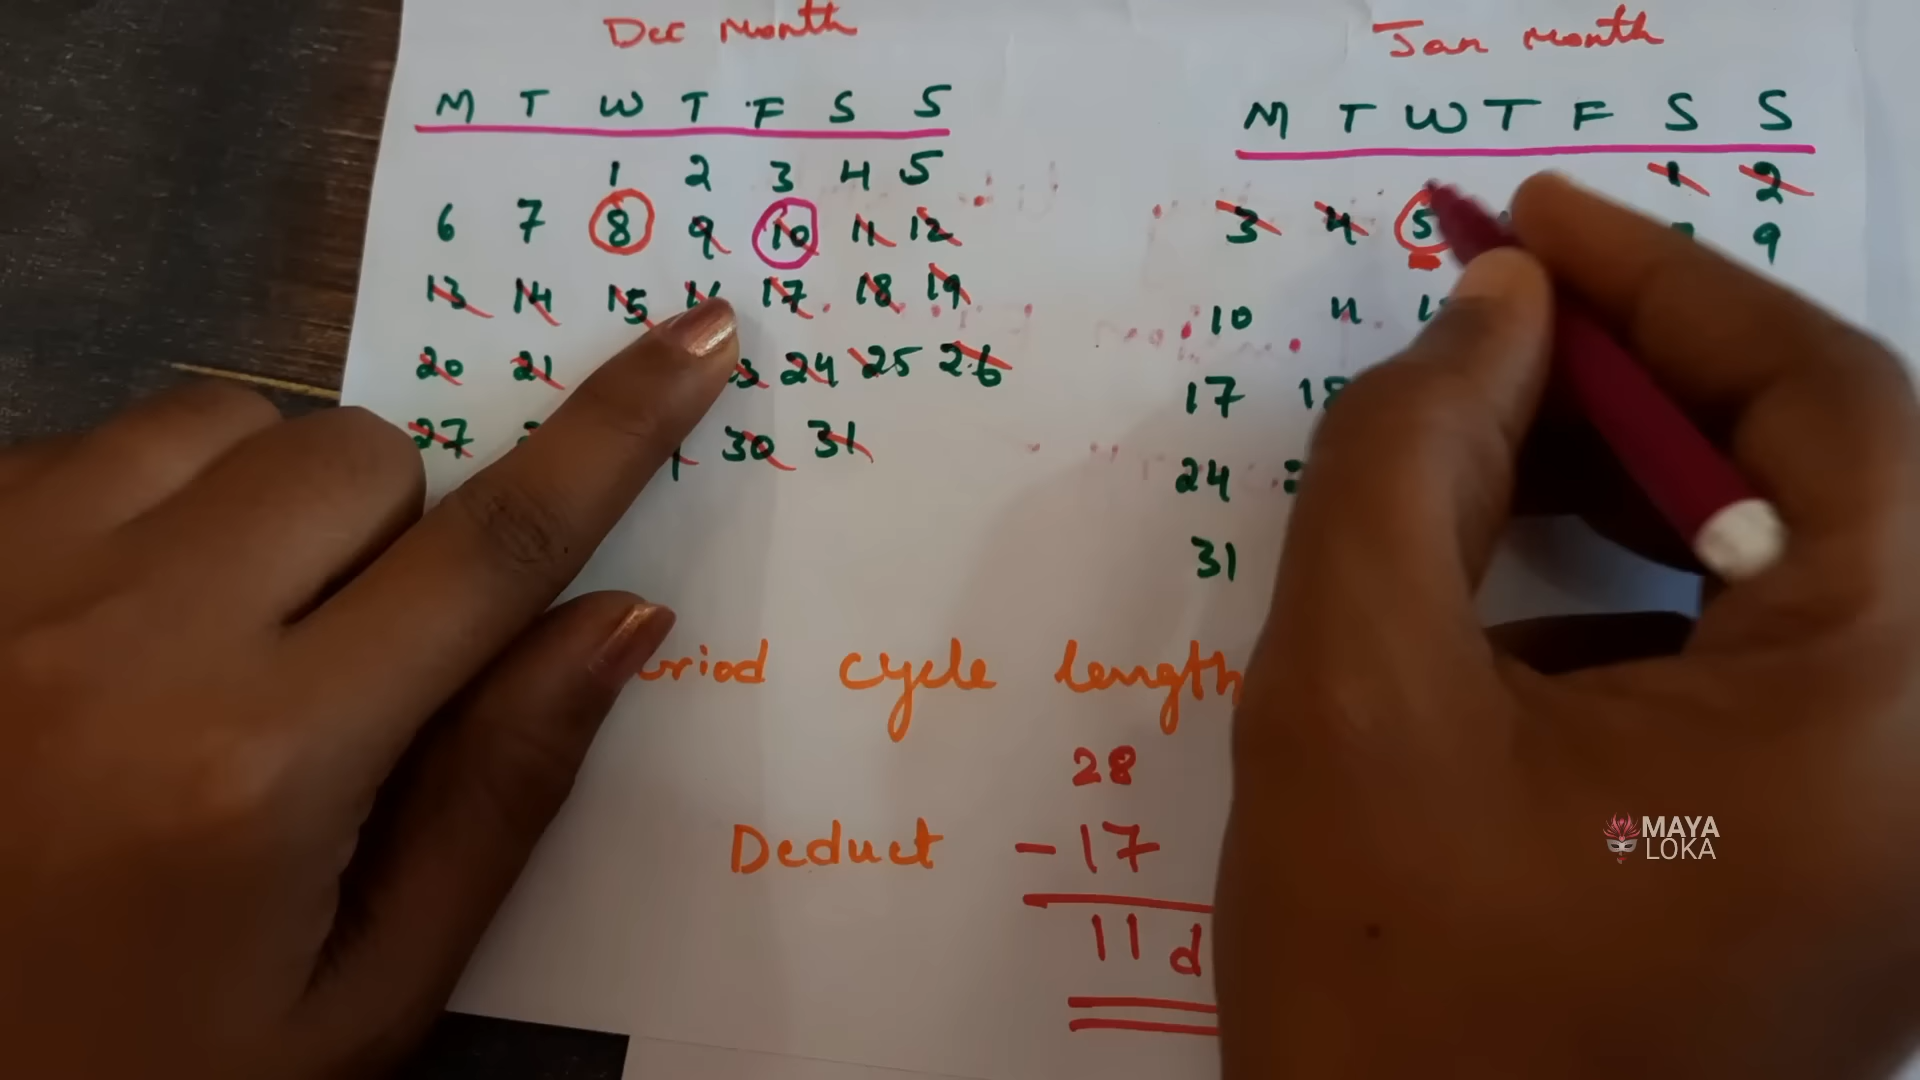 Dec Month
M T W T F S S
1 2 3 4 5
6 7 8 9 10 11 12
13 14 15 17 18 19
20 21 24 25 26
27 30 31
Jan Month
M T W T F S S
1 2
3 4 5 9
10 11
17 18
24
31
cycle length
28
Deduct - 17
11 d
MAYA
LOKA